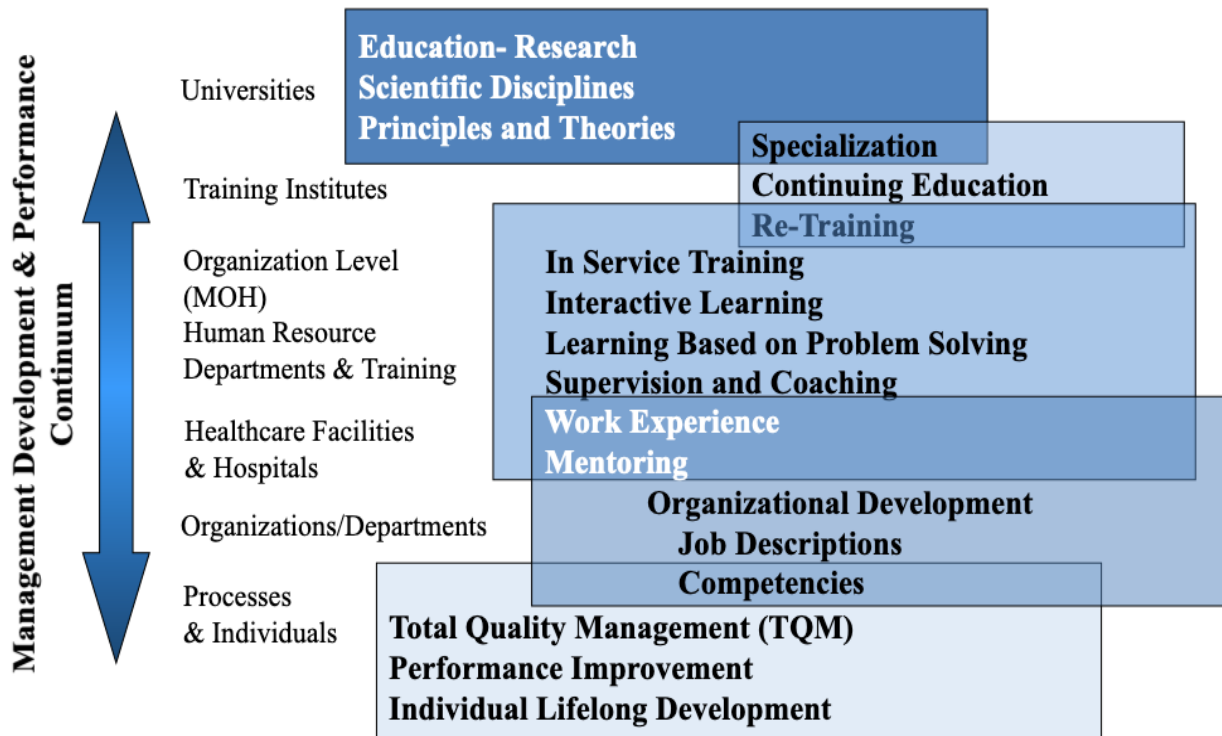 Management Development & Performance
Continuum
Universities
Education- Research
Scientific Disciplines
Principles and Theories
Training Institutes
Specialization
Continuing Education
Re-Training
Organization Level
(MOH)
Human Resource
Departments & Training
In Service Training
Interactive Learning
Learning Based on Problem Solving
Supervision and Coaching
Healthcare Facilities
& Hospitals
Work Experience
Mentoring
Organizations/Departments
Organizational Development
Job Descriptions
Competencies
Processes
& Individuals
Total Quality Management (TQM)
Performance Improvement
Individual Lifelong Development